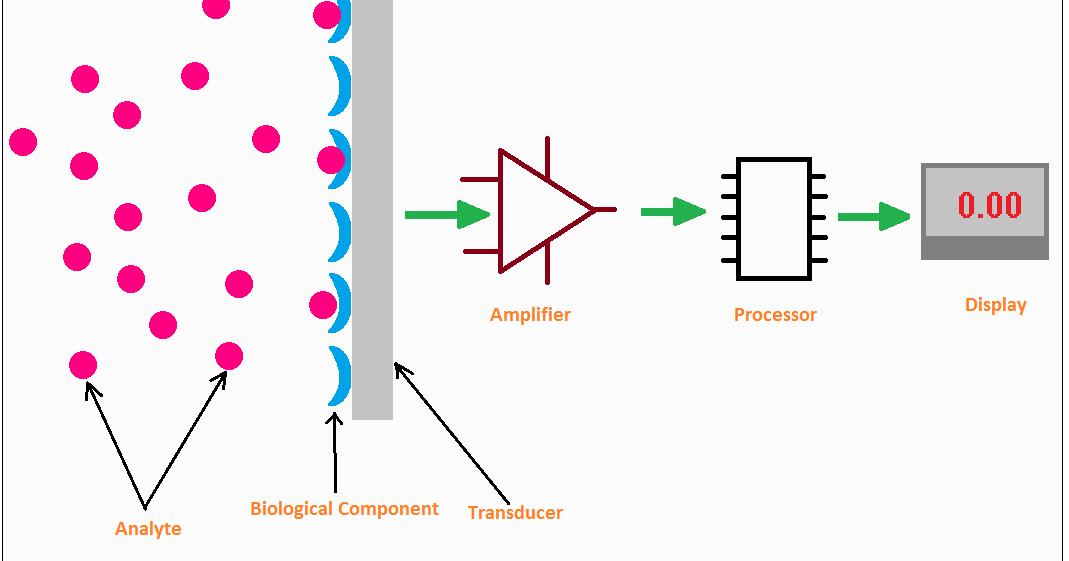 0.00
Amplifier
Processor
Display
Biological Component
Transducer
Analyte